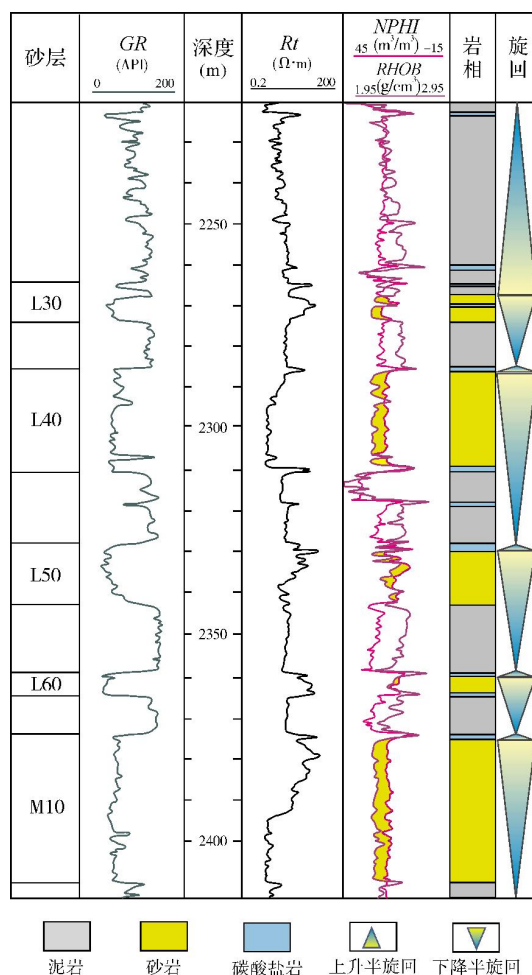 砂层
GR
(API)
0 200
深度
(m)
Rt
(Ω·m)
0.2 200
NPHI
45 (m³/m³) −15
RHOB
1.95(g/cm³)2.95
岩相
旋回
2250
L30
L40
2300
L50
2350
L60
M10
2400
泥岩
砂岩
碳酸盐岩
上升半旋回
下降半旋回